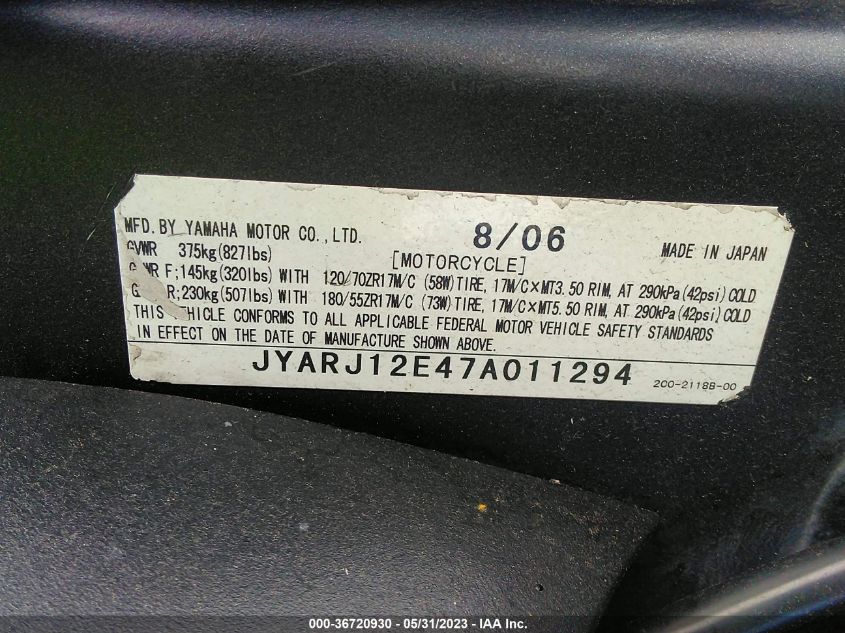 MFD. BY YAMAHA MOTOR CO., LTD. 8/06 MADE IN JAPAN
GVWR 375kg(827lbs) [MOTORCYCLE]
WR F;145kg(320lbs) WITH 120/70ZR17M/C (58W) TIRE, 17M/C×MT3.50 RIM, AT 290kPa(42psi) COLD
G R;230kg(507lbs) WITH 180/55ZR17M/C (73W) TIRE, 17M/C×MT5.50 RIM, AT 290kPa(42psi) COLD
THIS EHICLE CONFORMS TO ALL APPLICABLE FEDERAL MOTOR VEHICLE SAFETY STANDARDS
IN EFFECT ON THE DATE OF MANUFACTURE SHOWN ABOVE.
JYARJ12E47A011294 2C0-2118B-00
000-36720930 - 05/31/2023 - IAA Inc.